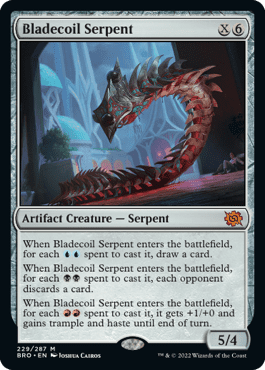 Bladecoil Serpent X 6
Artifact Creature — Serpent
When Bladecoil Serpent enters the battlefield,
for each spent to cast it, draw a card.
When Bladecoil Serpent enters the battlefield,
for each spent to cast it, each opponent
discards a card.
When Bladecoil Serpent enters the battlefield,
for each spent to cast it, it gets +1/+0 and
gains trample and haste until end of turn.
5/4
229/287 M
BRO • EN Joshua Cairos ™ & © 2022 Wizards of the Coast